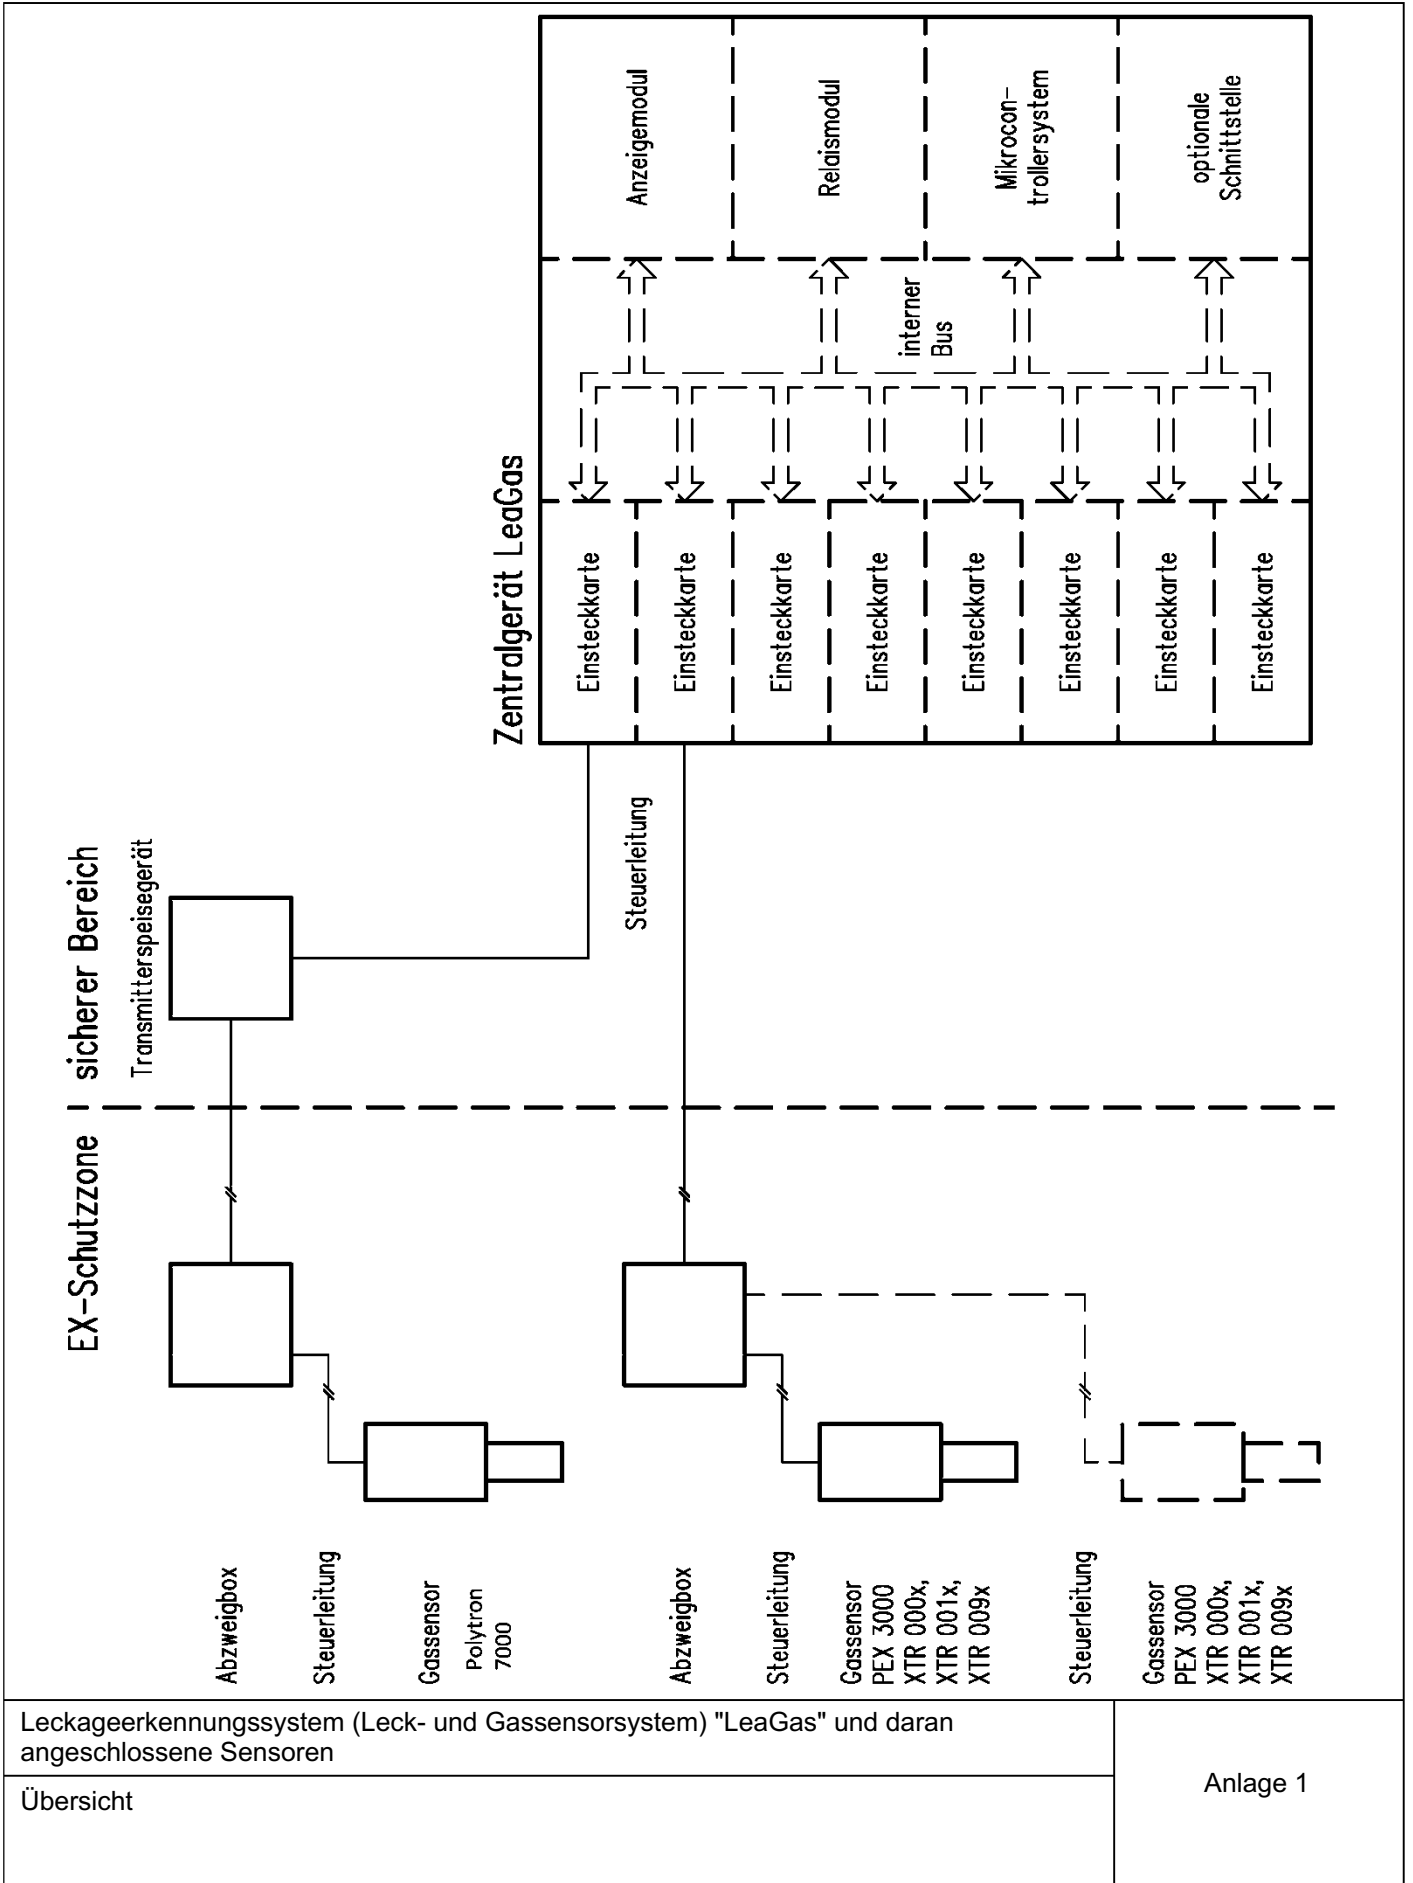 Zentralgerät LeaGas
Anzeigemodul
Relaismodul
Mikrocon-
trollersystem
optionale
Schnittstelle
interner
Bus
Einsteckkarte
Einsteckkarte
Einsteckkarte
Einsteckkarte
Einsteckkarte
Einsteckkarte
Einsteckkarte
Einsteckkarte
sicherer Bereich
Transmitterspeisegerät
Steuerleitung
EX-Schutzzone
Abzweigbox
Steuerleitung
Gassensor
Polytron
7000
Abzweigbox
Steuerleitung
Gassensor
PEX 3000
XTR 000x,
XTR 001x,
XTR 009x
Steuerleitung
Gassensor
PEX 3000
XTR 000x,
XTR 001x,
XTR 009x
Leckageerkennungssystem (Leck- und Gassensorsystem) "LeaGas" und daran
angeschlossene Sensoren
Übersicht
Anlage 1